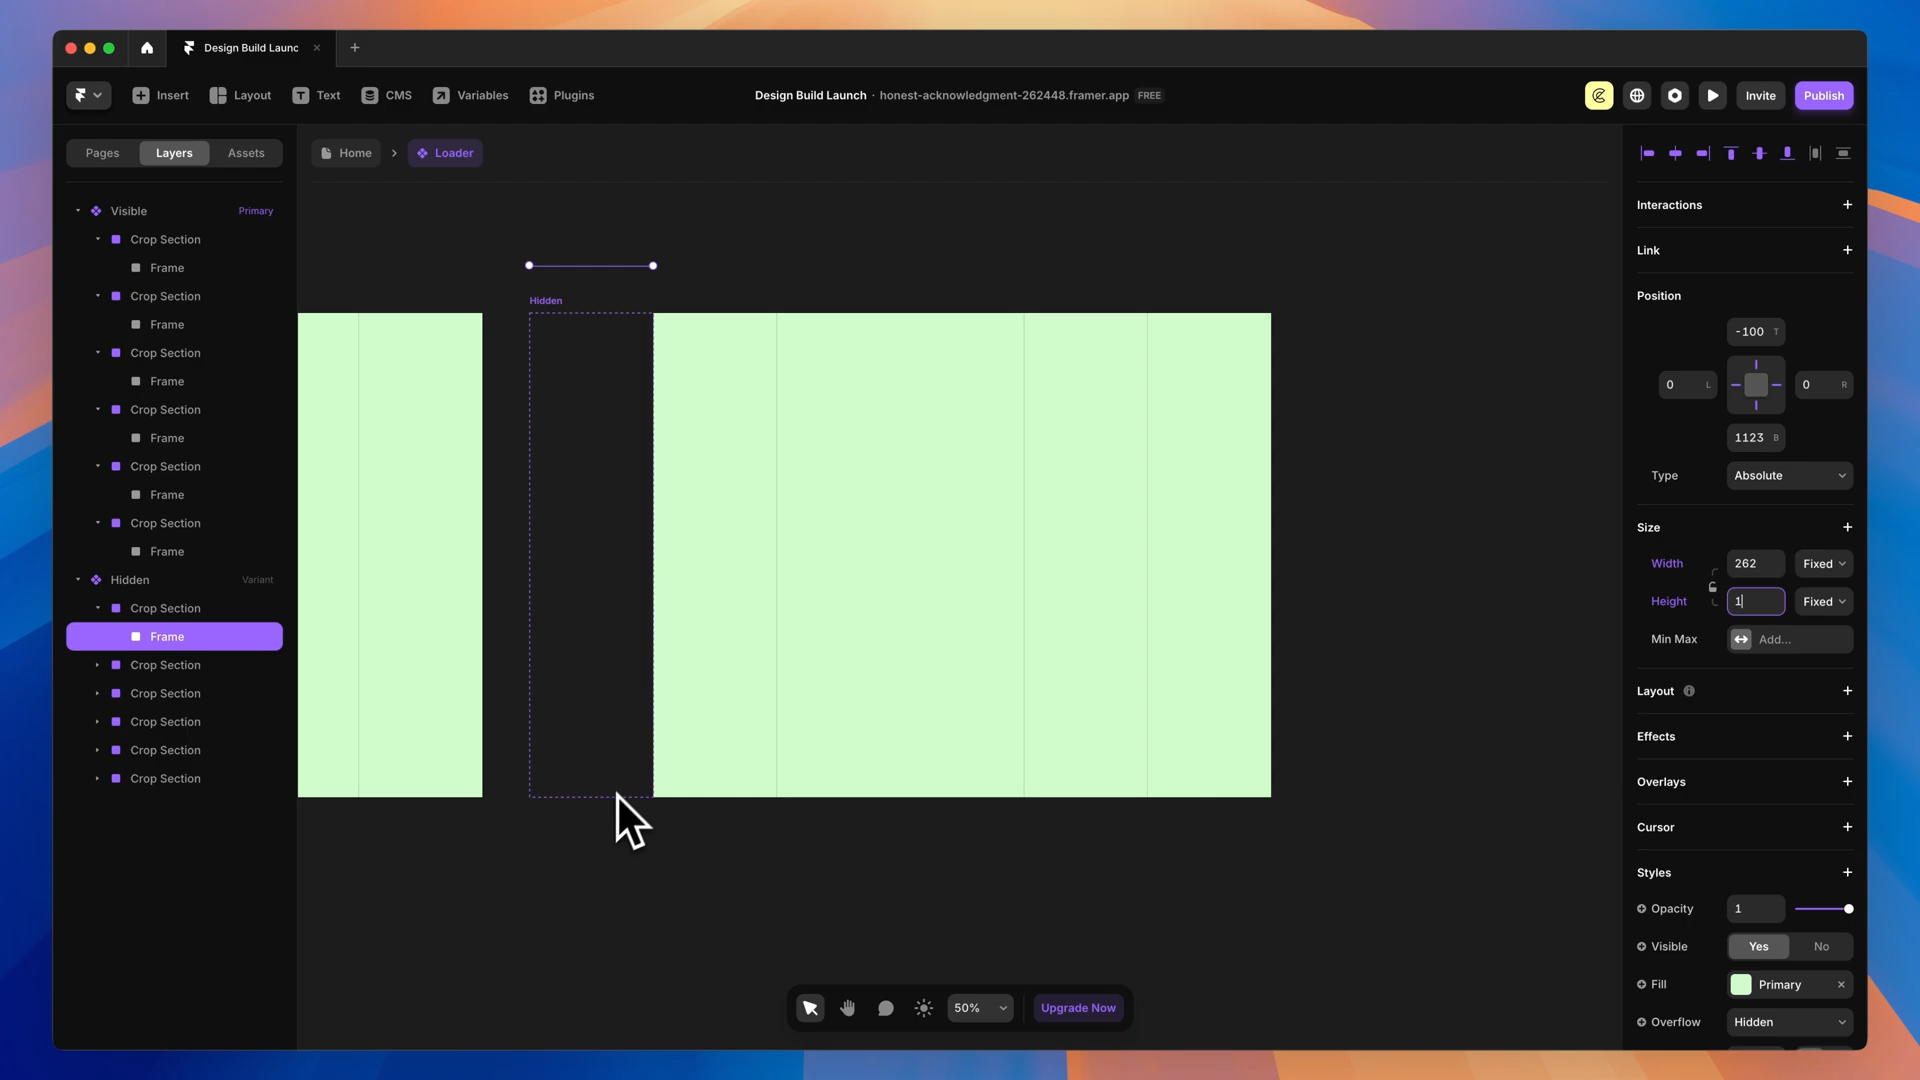 Design Build Launc
Insert
Layout
Text
CMS
Variables
Plugins
Design Build Launch · honest-acknowledgment-262448.framer.app FREE
Invite
Publish
Pages
Layers
Assets
Home
Loader
Visible Primary
Crop Section
Frame
Crop Section
Frame
Crop Section
Frame
Crop Section
Frame
Crop Section
Frame
Crop Section
Frame
Hidden Variant
Crop Section
Frame
Crop Section
Crop Section
Crop Section
Crop Section
Crop Section
Hidden
50%
Upgrade Now
Interactions
Link
Position
-100 T
0 L
0 R
1123 B
Type Absolute
Size
Width 262 Fixed
Height 1 Fixed
Min Max Add...
Layout
Effects
Overlays
Cursor
Styles
Opacity 1
Visible Yes No
Fill Primary
Overflow Hidden